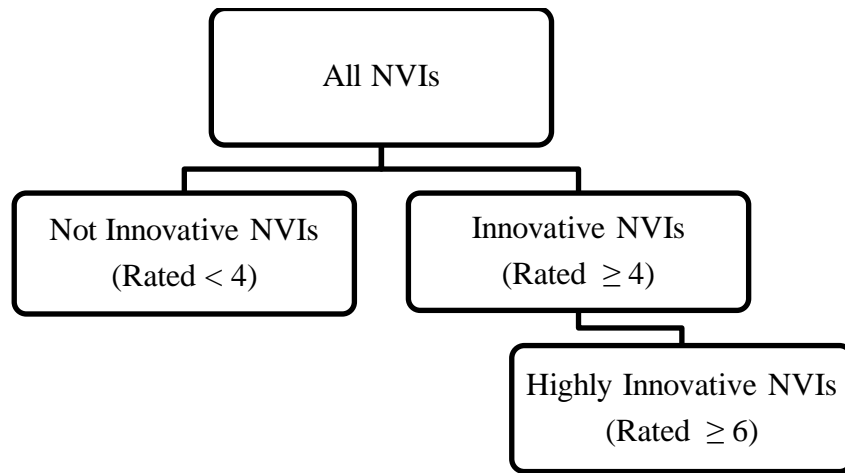 All NVIs
Not Innovative NVIs
(Rated < 4)
Innovative NVIs
(Rated ≥ 4)
Highly Innovative NVIs
(Rated ≥ 6)